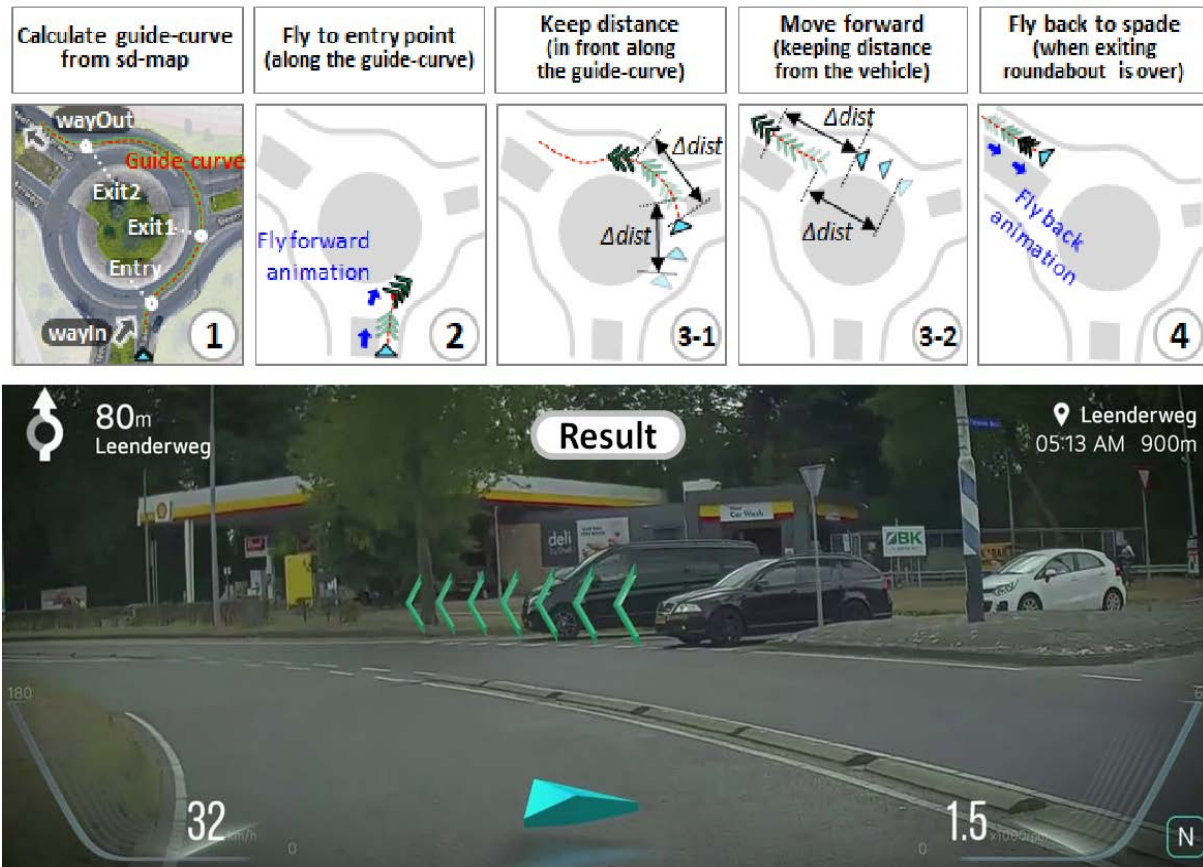 Calculate guide-curve
from sd-map
Fly to entry point
(along the guide-curve)
Keep distance
(in front along
the guide-curve)
Move forward
(keeping distance
from the vehicle)
Fly back to spade
(when exiting
roundabout is over)
wayOut
Guide-curve
Exit2
Exit1
Entry
wayIn
1
Fly forward
animation
2
Δdist
Δdist
3-1
Δdist
Δdist
3-2
Fly back
animation
4
80m
Leenderweg
Result
Leenderweg
05:13 AM 900m
deli
Car Wash
BK
180
6
32 km/h
0
1.5 x1000/min
0
N